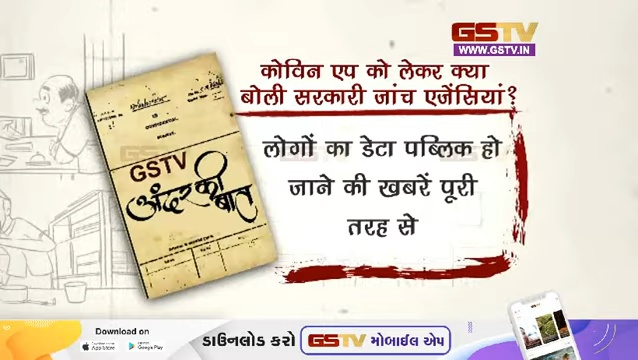 GSTV
WWW.GSTV.IN
कोविन एप को लेकर क्या
बोली सरकारी जांच एजेंसियां?
GSTV
अंदर की
बात
लोगों का डेटा पब्लिक हो
जाने की खबरें पूरी
तरह से
Download on
App Store
Google Play
ડાઉનલોડ કરો GSTV મોબાઈલ એપ